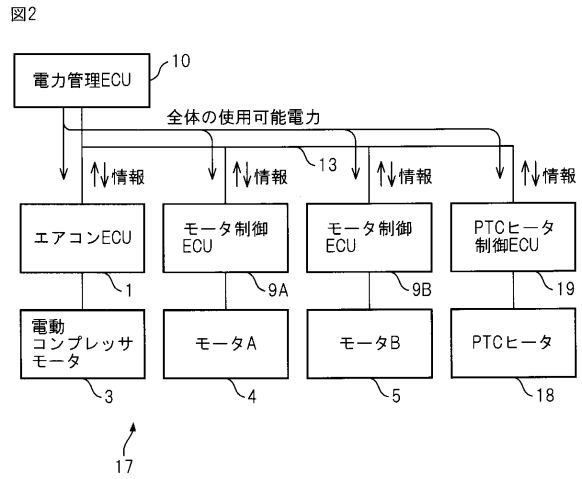 図2
電力管理ECU
10
全体の使用可能電力
13
情報
情報
情報
情報
エアコンECU
モータ制御
ECU
モータ制御
ECU
PTCヒータ
制御ECU
1
9A
9B
19
電動
コンプレッサ
モータ
モータA
モータB
PTCヒータ
3
4
5
18
17